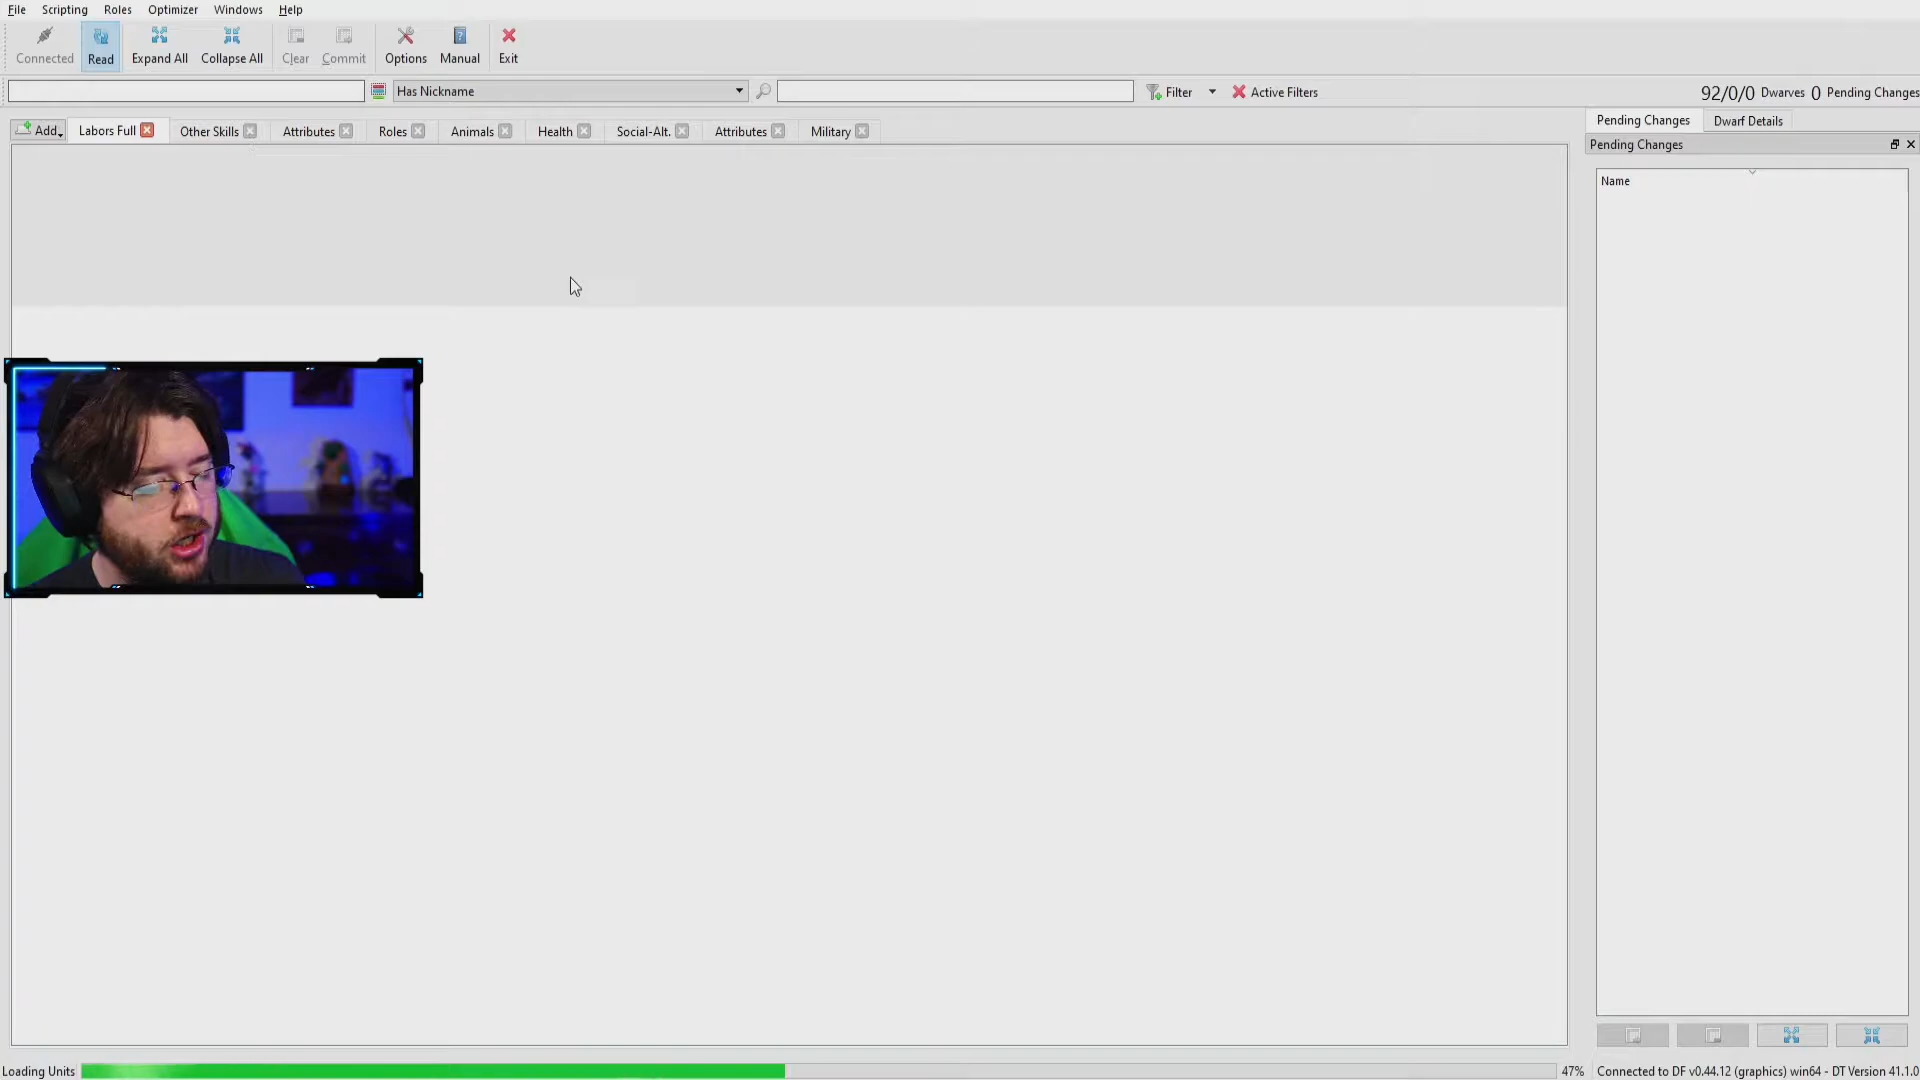 File Scripting Roles Optimizer Windows Help
Connected Read Expand All Collapse All Clear Commit Options Manual Exit
Has Nickname Filter Active Filters 92/0/0 Dwarves 0 Pending Changes
Add Labors Full Other Skills Attributes Roles Animals Health Social-Alt. Attributes Military
Pending Changes Dwarf Details
Pending Changes
Name
Loading Units 47% Connected to DF v0.44.12 (graphics) win64 - DT Version 41.1.0